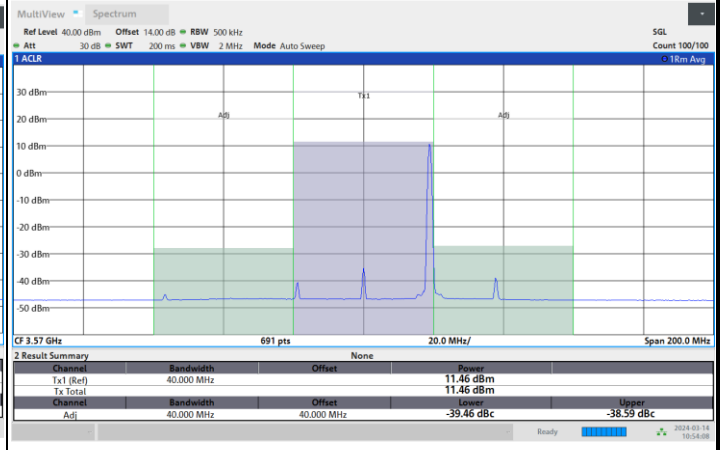 MultiView Spectrum
Ref Level 40.00 dBm Offset 14.00 dB RBW 500 kHz SGL
Att 30 dB SWT 200 ms VBW 2 MHz Mode Auto Sweep Count 100/100
1 ACLR 1Rm Avg
30 dBm
Tx1
20 dBm
Adj Adj
10 dBm
0 dBm
-10 dBm
-20 dBm
-30 dBm
-40 dBm
-50 dBm
CF 3.57 GHz 691 pts 20.0 MHz/ Span 200.0 MHz
2 Result Summary None
Channel Bandwidth Offset Power
Tx1 (Ref) 40.000 MHz 11.46 dBm
Tx Total 11.46 dBm
Channel Bandwidth Offset Lower Upper
Adj 40.000 MHz 40.000 MHz -39.46 dBc -38.59 dBc
Ready 2024-03-14
10:54:08